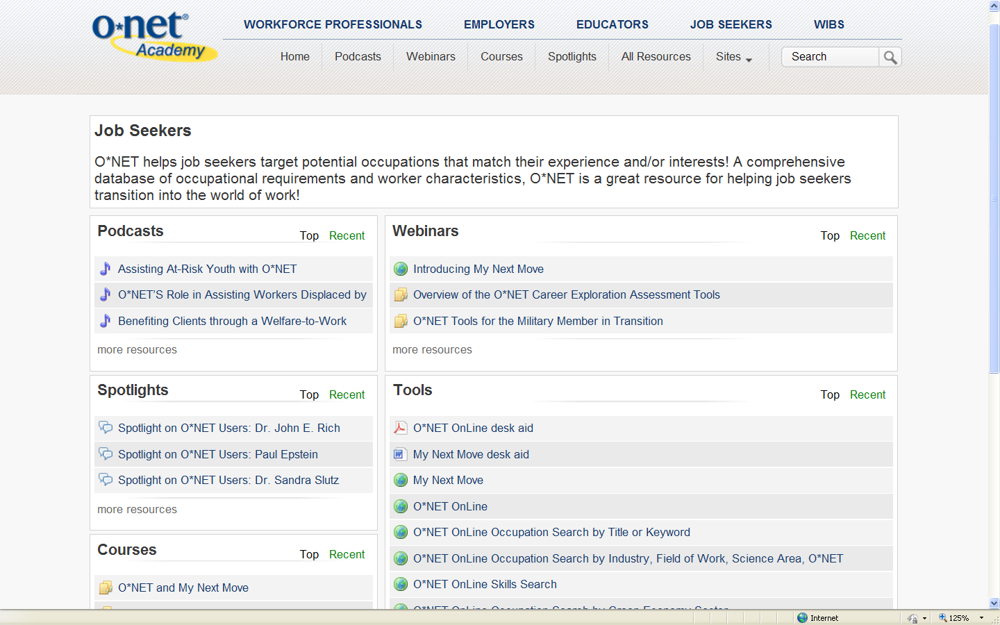 o*net®
Academy
WORKFORCE PROFESSIONALS EMPLOYERS EDUCATORS JOB SEEKERS WIBS
Home Podcasts Webinars Courses Spotlights All Resources Sites Search
Job Seekers
O*NET helps job seekers target potential occupations that match their experience and/or interests! A comprehensive
database of occupational requirements and worker characteristics, O*NET is a great resource for helping job seekers
transition into the world of work!
Podcasts Top Recent
Assisting At-Risk Youth with O*NET
O*NET'S Role in Assisting Workers Displaced by
Benefiting Clients through a Welfare-to-Work
more resources
Webinars Top Recent
Introducing My Next Move
Overview of the O*NET Career Exploration Assessment Tools
O*NET Tools for the Military Member in Transition
more resources
Spotlights Top Recent
Spotlight on O*NET Users: Dr. John E. Rich
Spotlight on O*NET Users: Paul Epstein
Spotlight on O*NET Users: Dr. Sandra Slutz
more resources
Tools Top Recent
O*NET OnLine desk aid
My Next Move desk aid
My Next Move
O*NET OnLine
O*NET OnLine Occupation Search by Title or Keyword
O*NET OnLine Occupation Search by Industry, Field of Work, Science Area, O*NET
O*NET OnLine Skills Search
O*NET OnLine Occupation Search by Green Economy Sector
Courses Top Recent
O*NET and My Next Move
Internet 125%